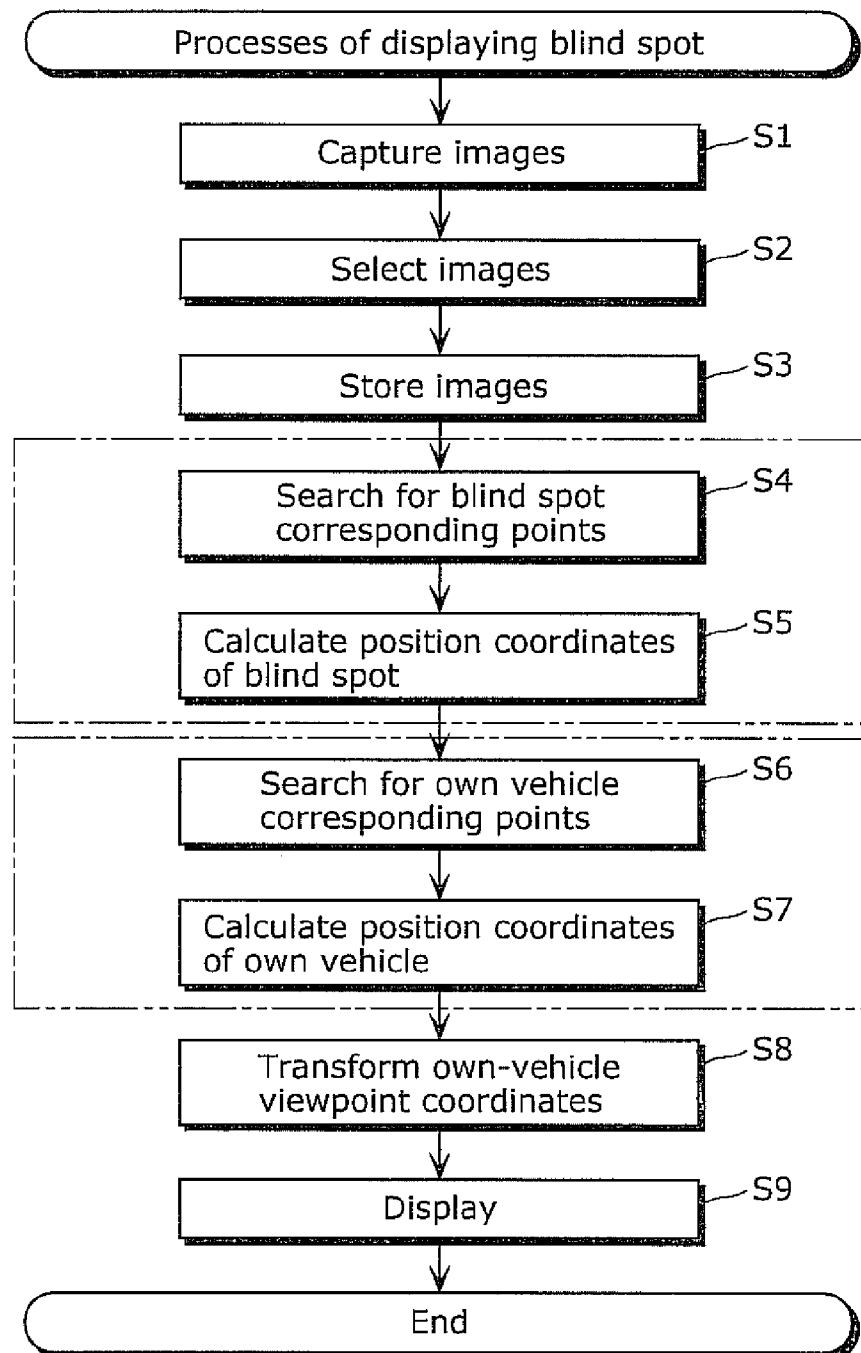 Processes of displaying blind spot
Capture images
S1
Select images
S2
Store images
S3
Search for blind spot
corresponding points
S4
Calculate position coordinates
of blind spot
S5
Search for own vehicle
corresponding points
S6
Calculate position coordinates
of own vehicle
S7
Transform own-vehicle
viewpoint coordinates
S8
Display
S9
End